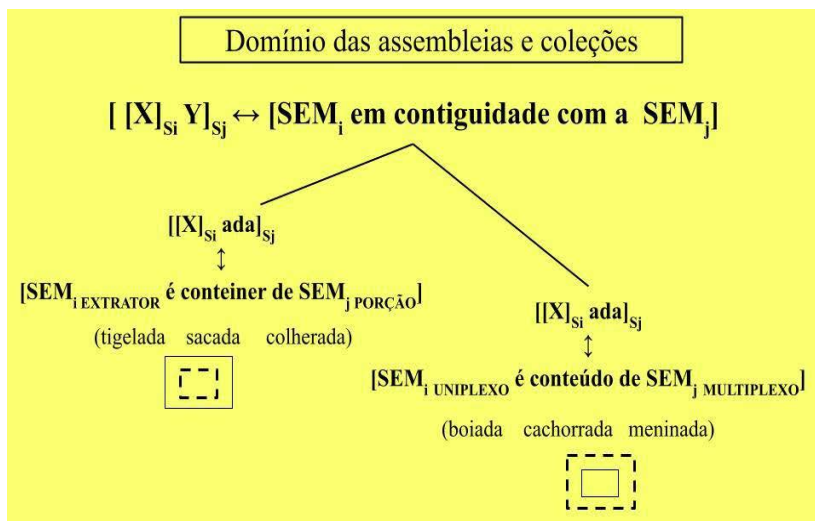 Domínio das assembleias e coleções
[ [X]Si Y]Sj ↔ [SEMi em contiguidade com a SEMj]
[[X]Si ada]Sj
↕
[SEMi EXTRATOR é conteiner de SEMj PORÇÃO]
(tigelada sacada colherada)
[[X]Si ada]Sj
↕
[SEMi UNIPLEXO é conteúdo de SEMj MULTIPLEXO]
(boiada cachorrada meninada)